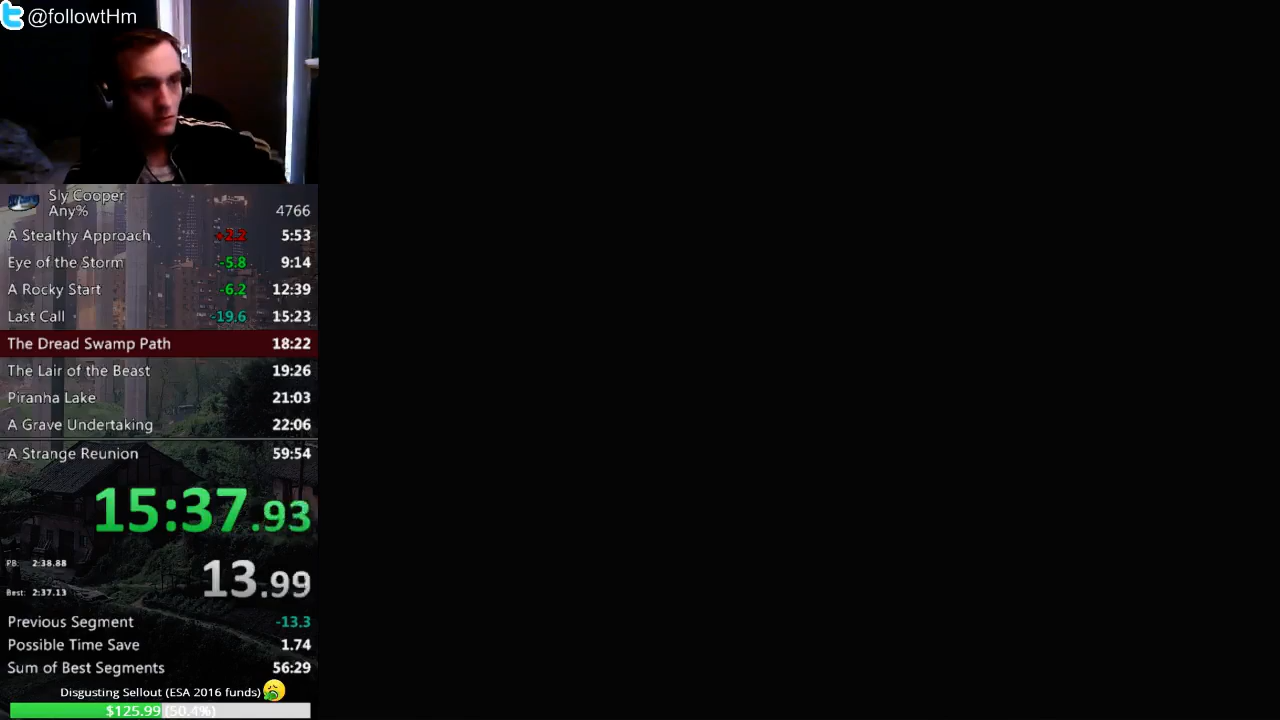 @followtHm
Sly Cooper
Any% 4766
A Stealthy Approach +2.2 5:53
Eye of the Storm -5.8 9:14
A Rocky Start -6.2 12:39
Last Call -19.6 15:23
The Dread Swamp Path 18:22
The Lair of the Beast 19:26
Piranha Lake 21:03
A Grave Undertaking 22:06
A Strange Reunion 59:54
15:37.93
PB: 2:38.88
13.99
Best: 2:37.13
Previous Segment -13.3
Possible Time Save 1.74
Sum of Best Segments 56:29
Disgusting Sellout (ESA 2016 funds)
$125.99 (50.4%)